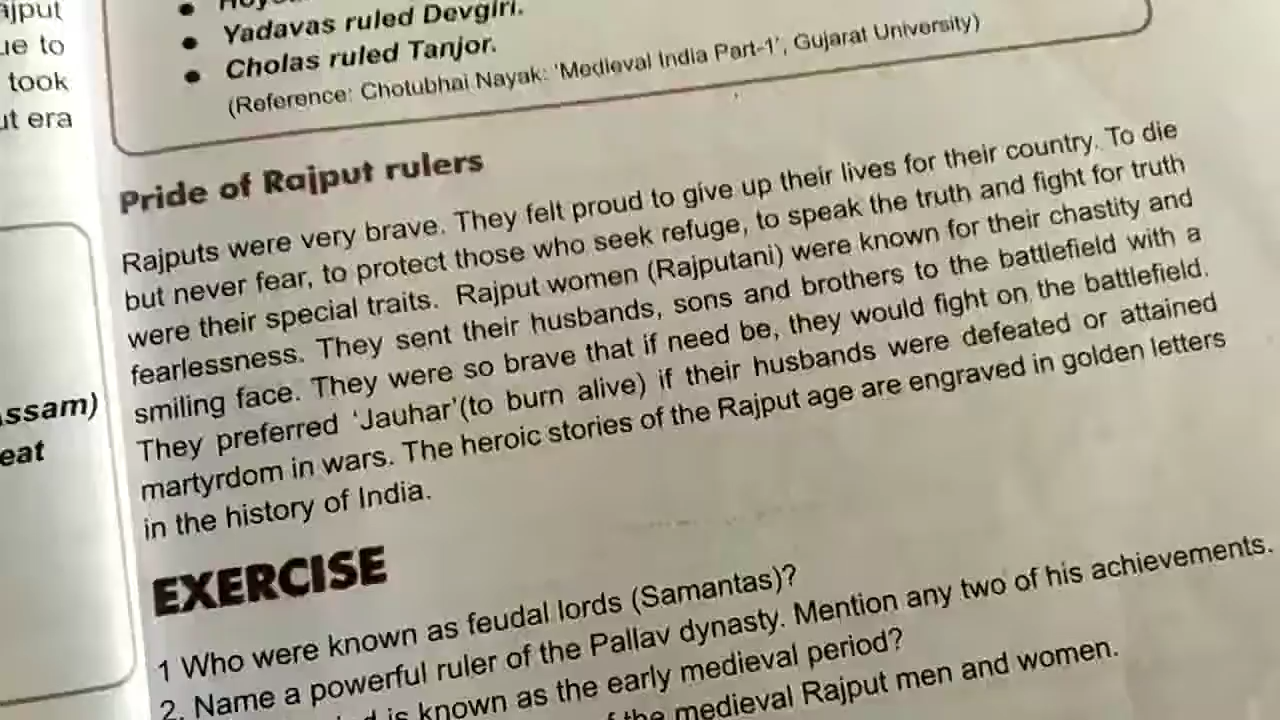 ajput
ue to
took
ut era
ssam)
eat
Yadavas ruled Devgiri.
Cholas ruled Tanjor.
(Reference: Chotubhai Nayak: 'Medieval India Part-1', Gujarat University)
Pride of Rajput rulers
Rajputs were very brave. They felt proud to give up their lives for their country. To die
but never fear, to protect those who seek refuge, to speak the truth and fight for truth
were their special traits. Rajput women (Rajputani) were known for their chastity and
fearlessness. They sent their husbands, sons and brothers to the battlefield with a
smiling face. They were so brave that if need be, they would fight on the battlefield.
They preferred 'Jauhar'(to burn alive) if their husbands were defeated or attained
martyrdom in wars. The heroic stories of the Rajput age are engraved in golden letters
in the history of India.
EXERCISE
1 Who were known as feudal lords (Samantas)?
2. Name a powerful ruler of the Pallav dynasty. Mention any two of his achievements.
is known as the early medieval period?
the medieval Rajput men and women.